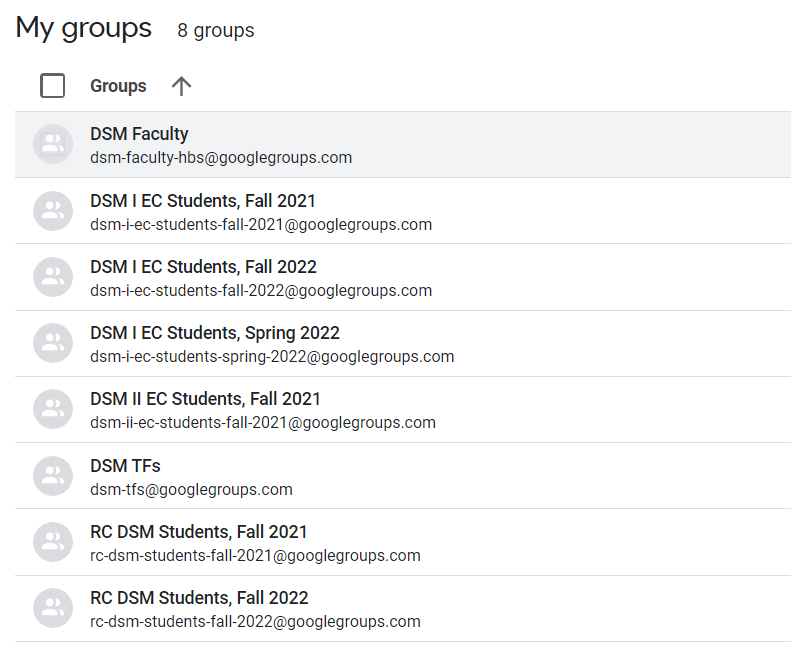 My groups 8 groups
Groups
DSM Faculty
dsm-faculty-hbs@googlegroups.com
DSM I EC Students, Fall 2021
dsm-i-ec-students-fall-2021@googlegroups.com
DSM I EC Students, Fall 2022
dsm-i-ec-students-fall-2022@googlegroups.com
DSM I EC Students, Spring 2022
dsm-i-ec-students-spring-2022@googlegroups.com
DSM II EC Students, Fall 2021
dsm-ii-ec-students-fall-2021@googlegroups.com
DSM TFs
dsm-tfs@googlegroups.com
RC DSM Students, Fall 2021
rc-dsm-students-fall-2021@googlegroups.com
RC DSM Students, Fall 2022
rc-dsm-students-fall-2022@googlegroups.com